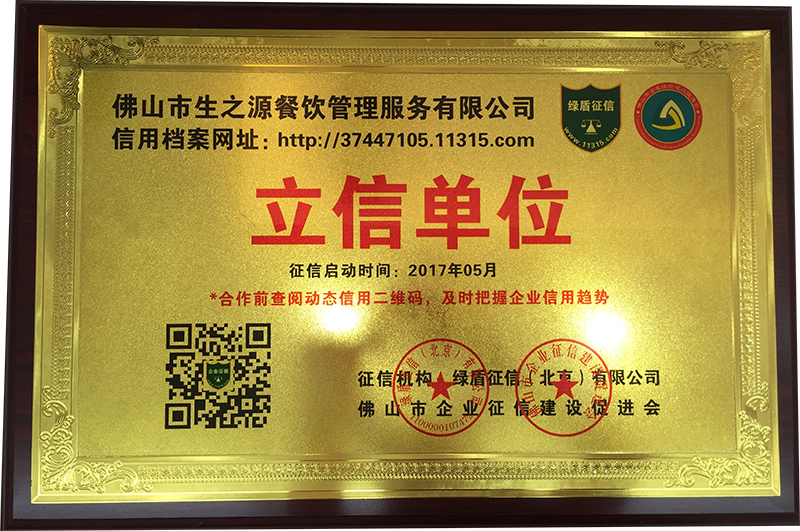 佛山市生之源餐饮管理服务有限公司
信用档案网址：http://37447105.11315.com
绿盾征信
www.11315.com
立信单位
征信启动时间：2017年05月
*合作前查阅动态信用二维码，及时把握企业信用趋势
企业征信
征信机构：绿盾征信（北京）有限公司
佛山市企业征信建设促进会